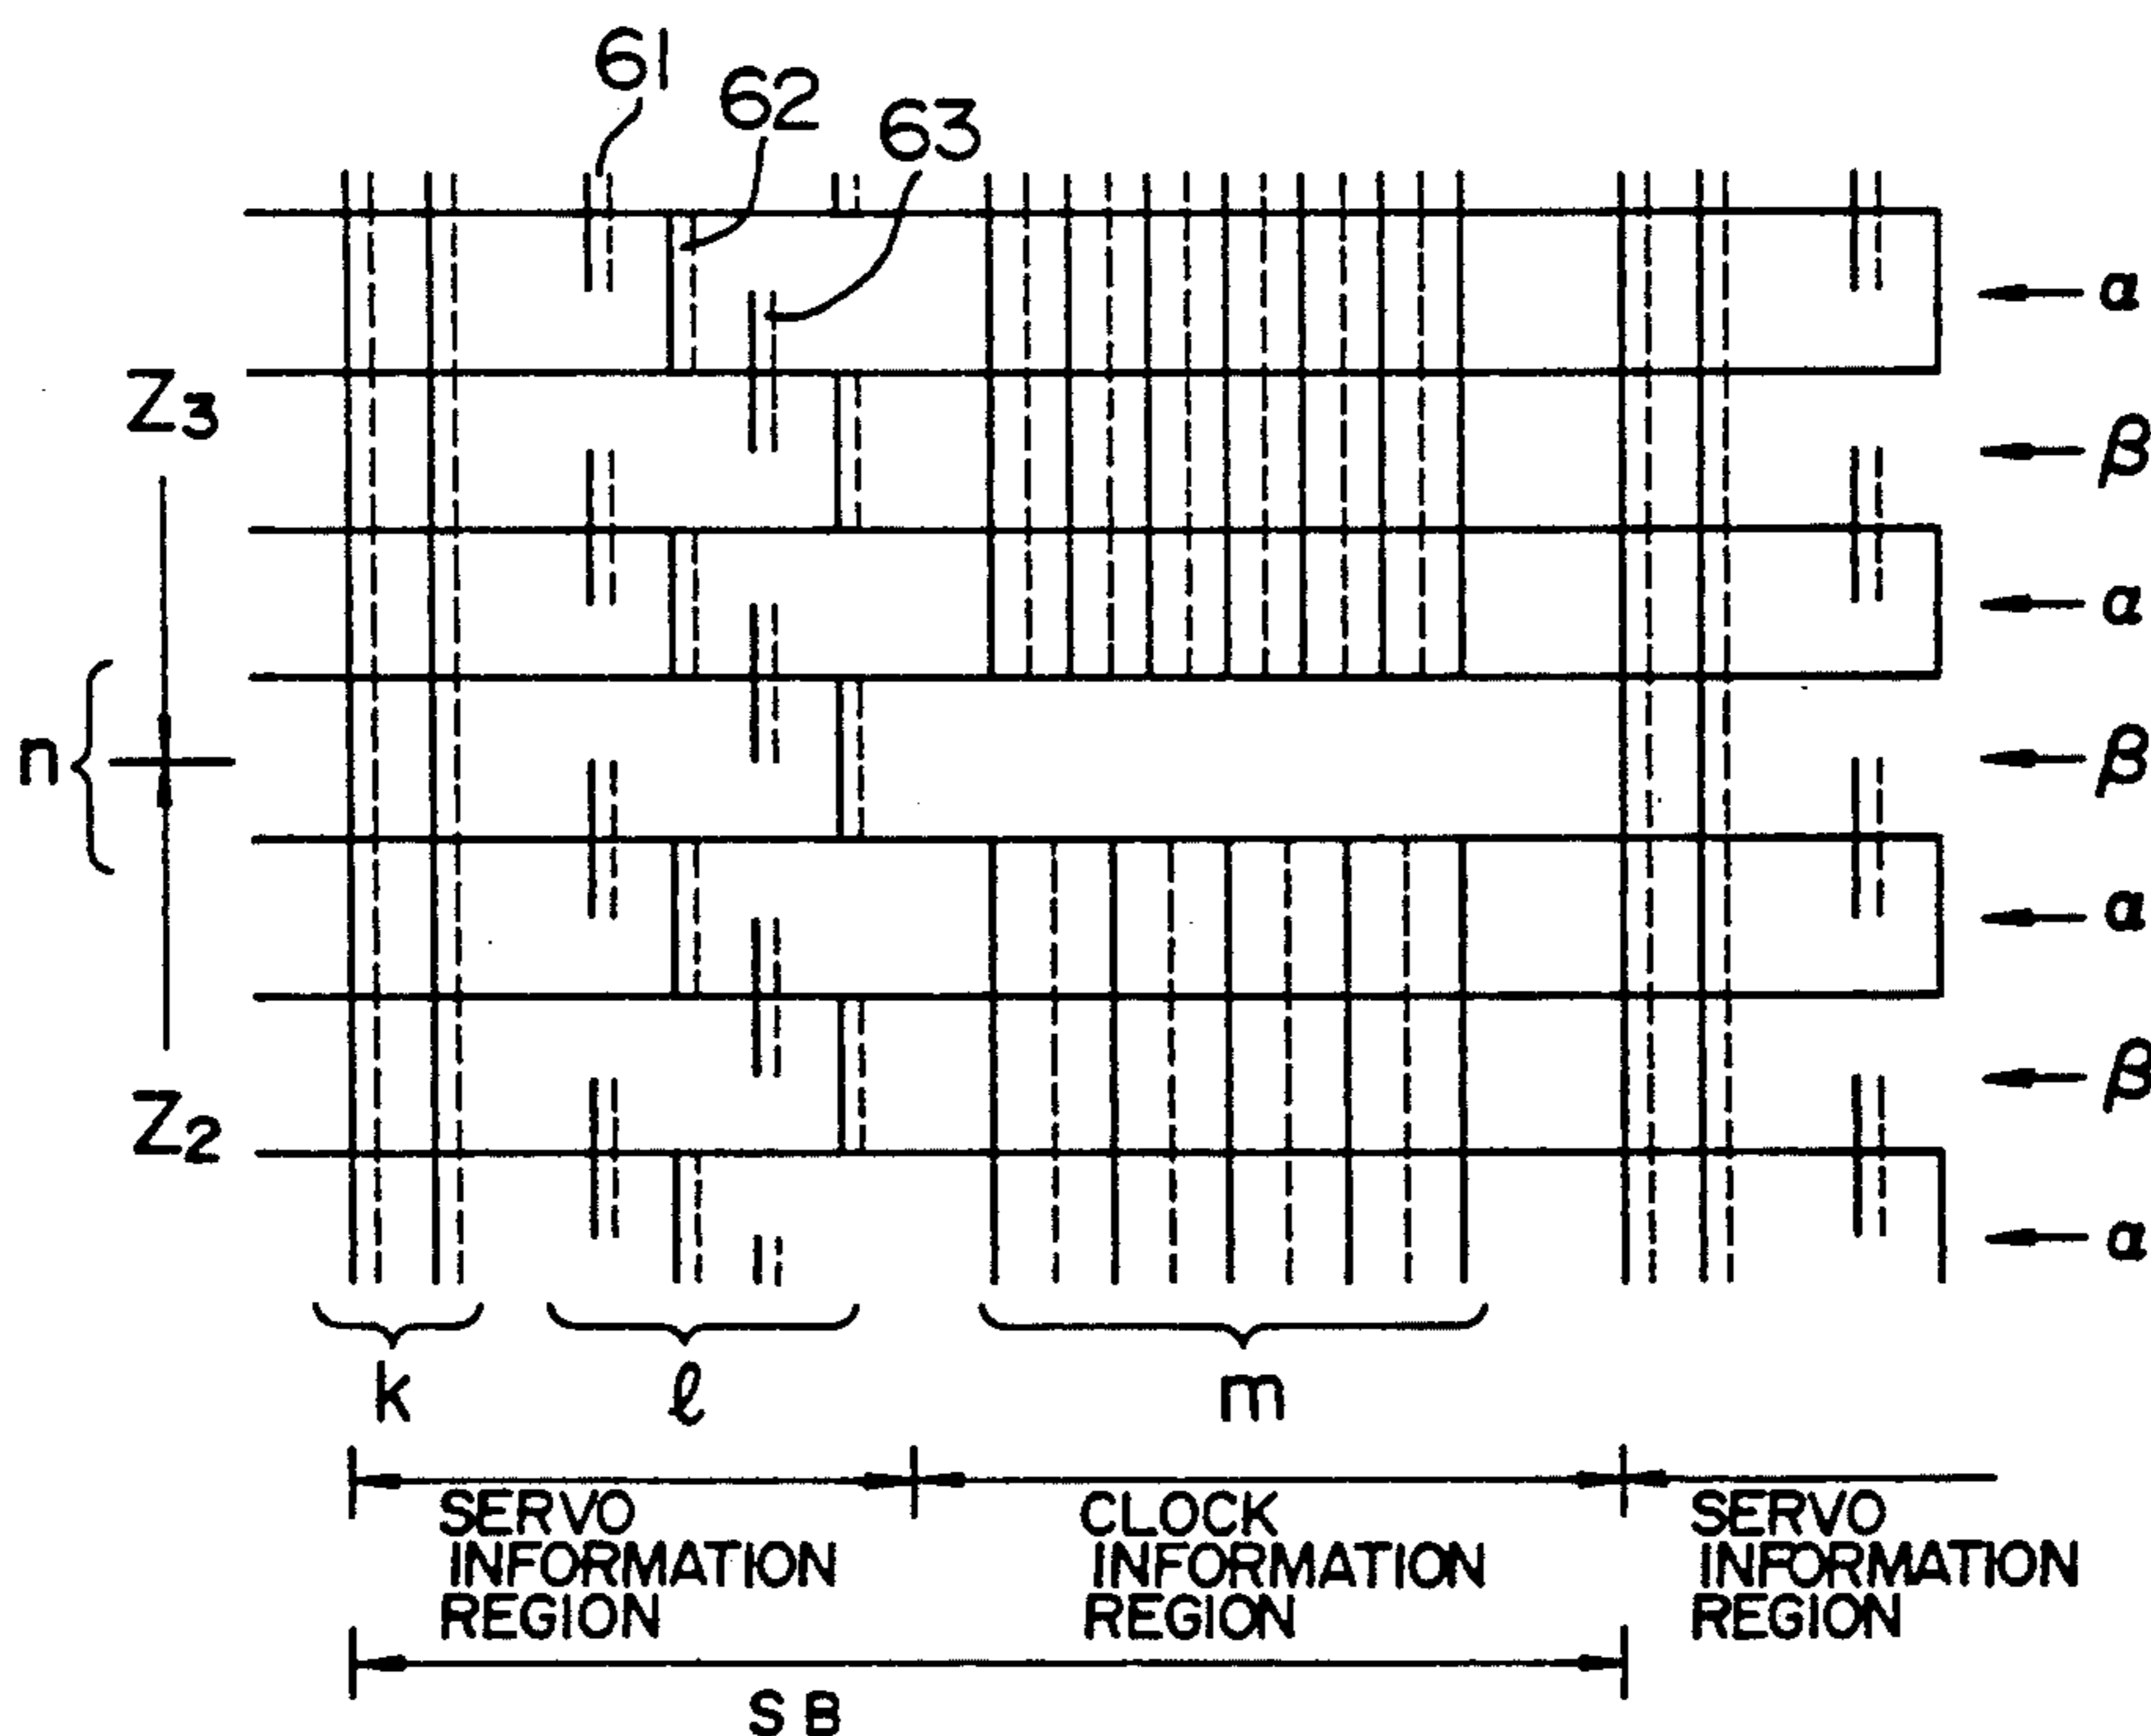 61
62
63
α
Z3
β
α
n
β
α
Z2
β
α
k
ℓ
m
SERVO
INFORMATION
REGION
CLOCK
INFORMATION
REGION
SERVO
INFORMATION
REGION
SB